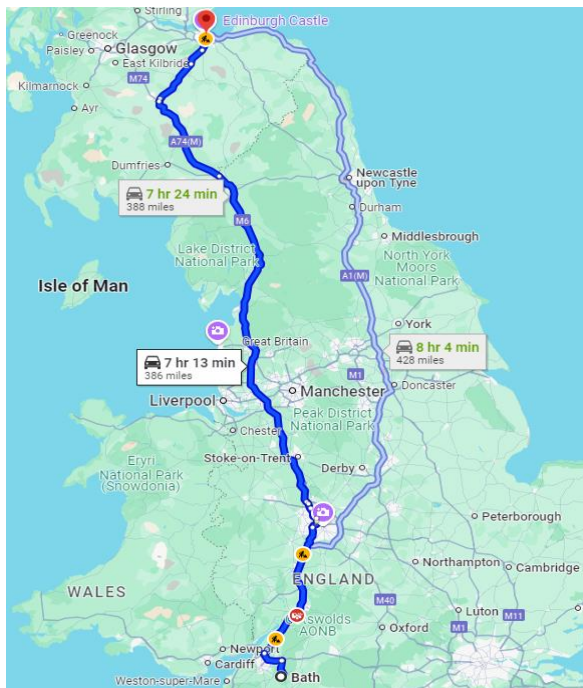 Stirling
Edinburgh Castle
Greenock
Glasgow
Paisley
East Kilbride
Kilmarnock
M74
Ayr
A74(M)
Dumfries
Newcastle
upon Tyne
7 hr 24 min
388 miles
Durham
M6
Middlesbrough
Lake District
National Park
North York
Moors
National Park
A1(M)
Isle of Man
York
Great Britain
8 hr 4 min
428 miles
7 hr 13 min
386 miles
M1
Doncaster
Manchester
Liverpool
Peak District
National Park
Chester
Eryri
National Park
(Snowdonia)
Stoke-on-Trent
Derby
Peterborough
Northampton
Cambridge
ENGLAND
WALES
M40
Luton
M11
AONB
Oxford
M1
Newport
Cardiff
Bath
Weston-super-Mare